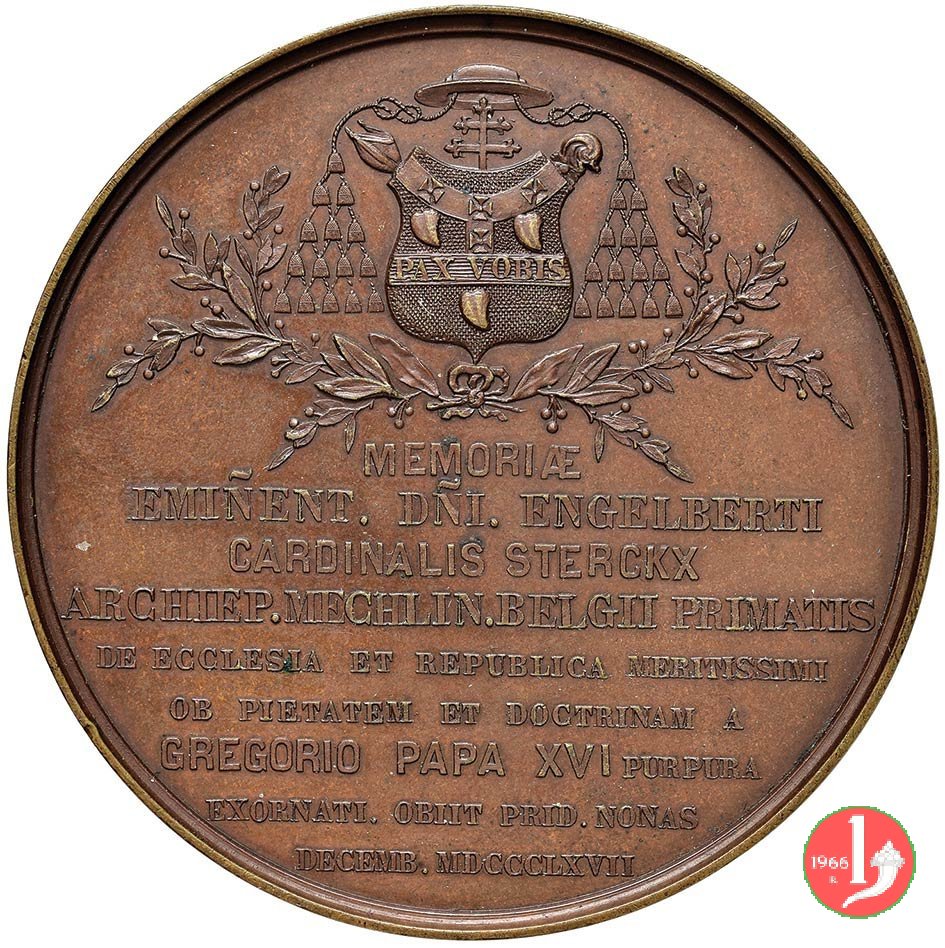 PAX VOBIS
MEMORIÆ
EMIÑENT. DÑI. ENGELBERTI
CARDINALIS STERCKX
ARCHIEP. MECHLIN. BELGII PRIMATIS
DE ECCLESIA ET REPUBLICA MERITISSIMI
OB PIETATEM ET DOCTRINAM A
GREGORIO PAPA XVI PURPURA
EXORNATI. OBIIT PRID. NONAS
DECEMB. MDCCCLXVII
1966